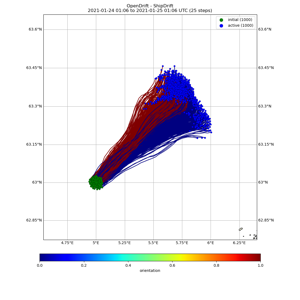 OpenDrift - ShipDrift
2021-01-24 01:06 to 2021-01-25 01:06 UTC (25 steps)
initial (1000)
active (1000)
63.6°N 63.6°N
63.45°N 63.45°N
63.3°N 63.3°N
63.15°N 63.15°N
63°N 63°N
62.85°N 62.85°N
4.75°E 5°E 5.25°E 5.5°E 5.75°E 6°E 6.25°E
0.0 0.2 0.4 0.6 0.8 1.0
orientation